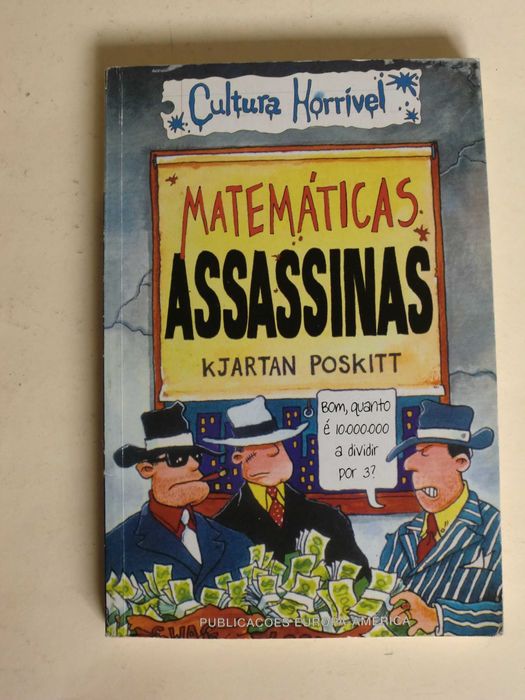 Cultura Horrível
MATEMÁTICAS
ASSASSINAS
KJARTAN POSKITT
Bom, quanto
é 10.000.000
a dividir
por 3?
PUBLICAÇÕES EUROPA-AMÉRICA